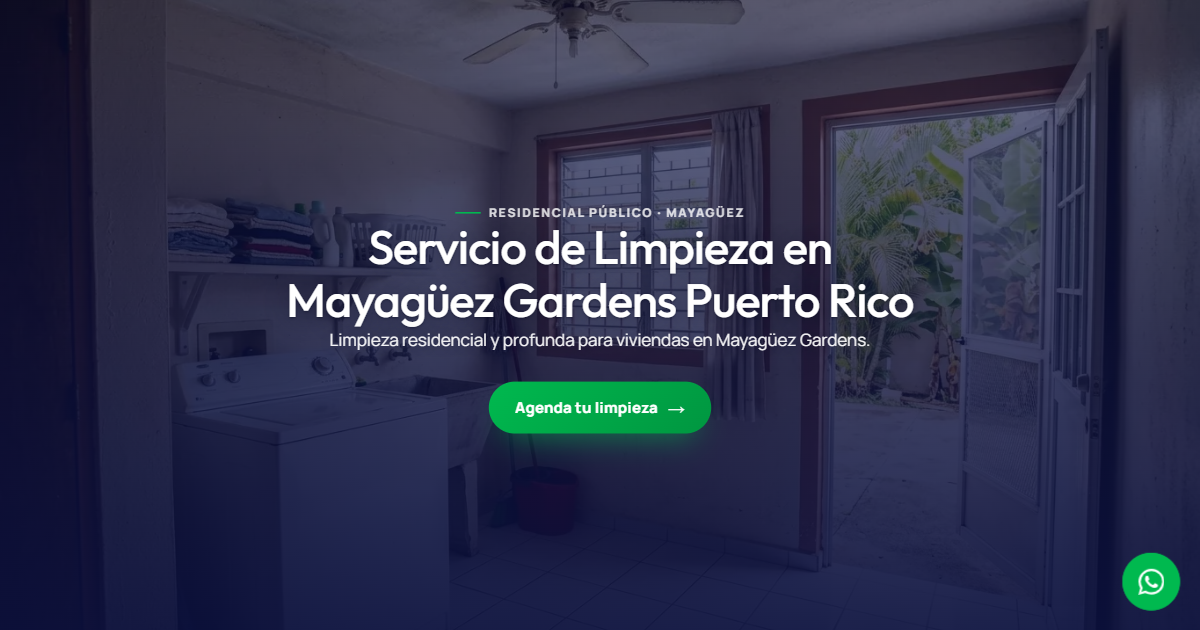 RESIDENCIAL PÚBLICO · MAYAGÜEZ
Servicio de Limpieza en
Mayagüez Gardens Puerto Rico
Limpieza residencial y profunda para viviendas en Mayagüez Gardens.
Agenda tu limpieza →